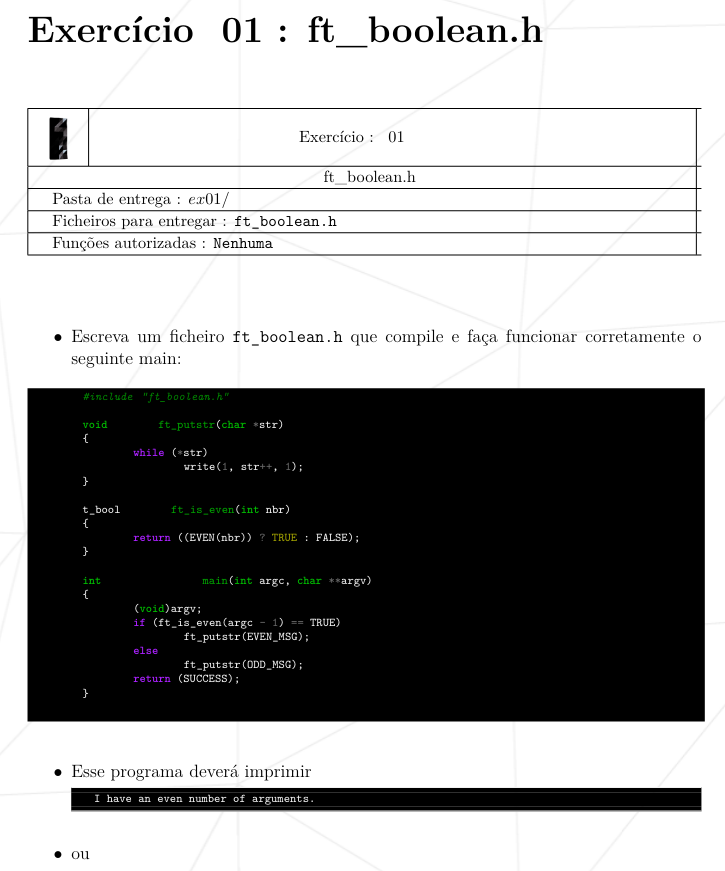 Exercício 01 : ft_boolean.h
Exercício : 01
ft_boolean.h
Pasta de entrega : ex01/
Ficheiros para entregar : ft_boolean.h
Funções autorizadas : Nenhuma
• Escreva um ficheiro ft_boolean.h que compile e faça funcionar corretamente o
seguinte main:
#include "ft_boolean.h"
void ft_putstr(char *str)
{
while (*str)
write(1, str++, 1);
}
t_bool ft_is_even(int nbr)
{
return ((EVEN(nbr)) ? TRUE : FALSE);
}
int main(int argc, char **argv)
{
(void)argv;
if (ft_is_even(argc - 1) == TRUE)
ft_putstr(EVEN_MSG);
else
ft_putstr(ODD_MSG);
return (SUCCESS);
}
• Esse programa deverá imprimir
I have an even number of arguments.
• ou